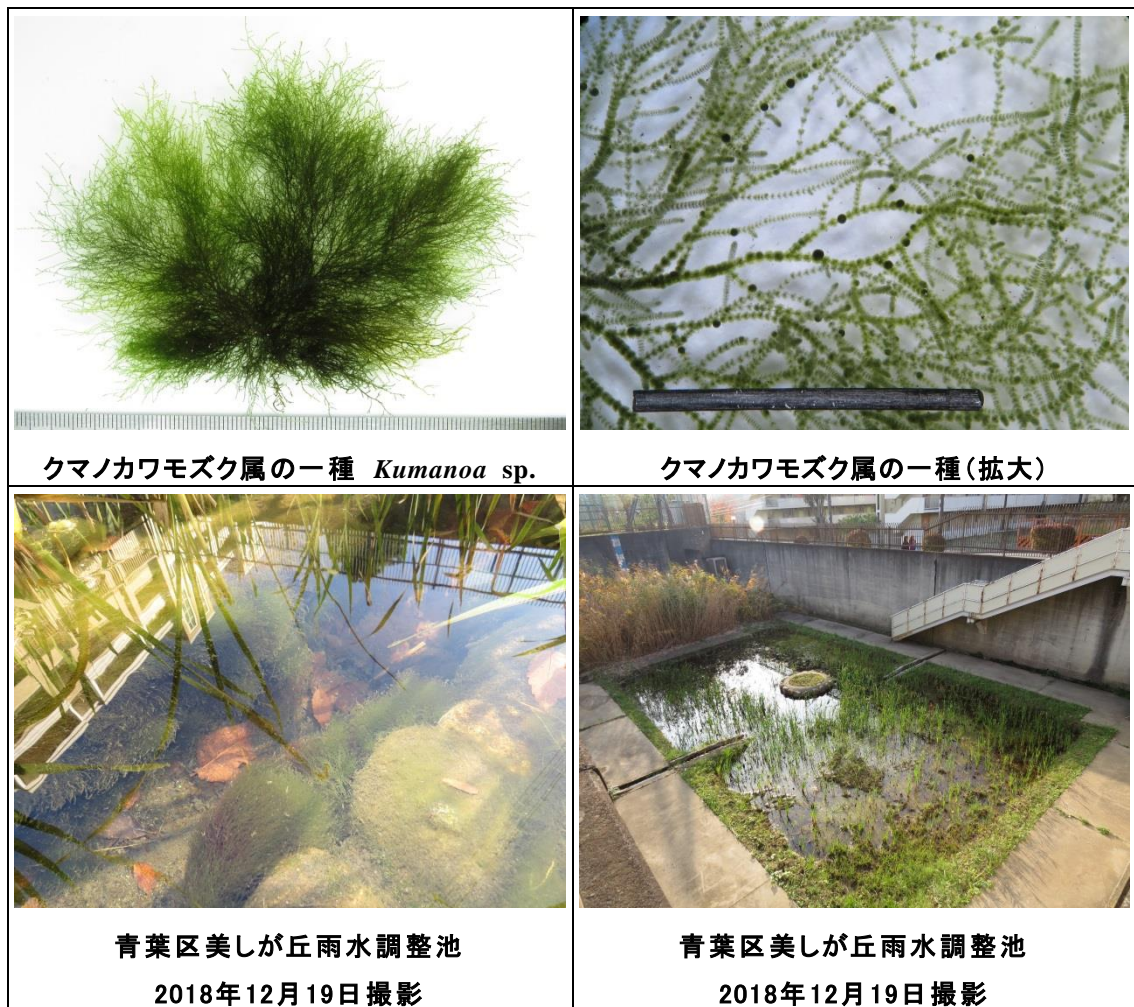 クマノカワモズク属の一種 Kumanoa sp.
クマノカワモズク属の一種（拡大）
青葉区美しが丘雨水調整池
2018年12月19日撮影
青葉区美しが丘雨水調整池
2018年12月19日撮影